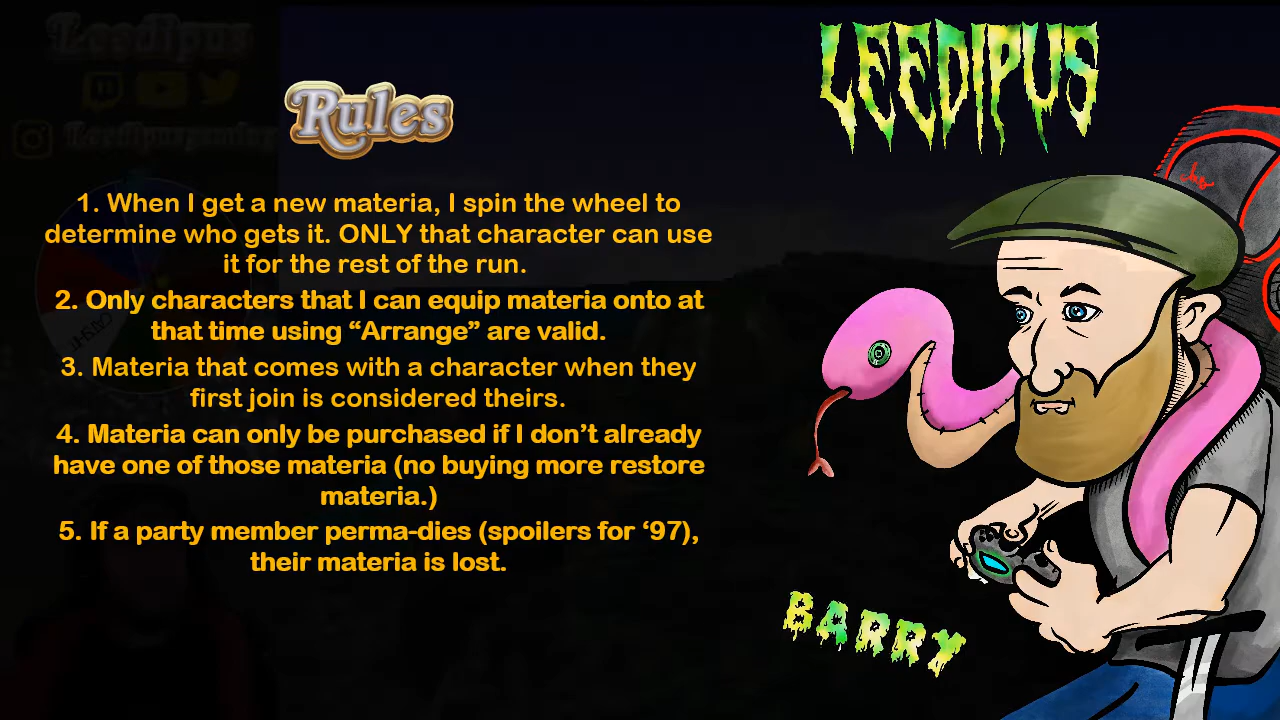 Leedipus
LEEDIPUS
Rules
Leedipusgaming
1. When I get a new materia, I spin the wheel to
determine who gets it. ONLY that character can use
it for the rest of the run.
2. Only characters that I can equip materia onto at
that time using “Arrange” are valid.
3. Materia that comes with a character when they
first join is considered theirs.
4. Materia can only be purchased if I don’t already
have one of those materia (no buying more restore
materia.)
5. If a party member perma-dies (spoilers for ‘97),
their materia is lost.
BARRY